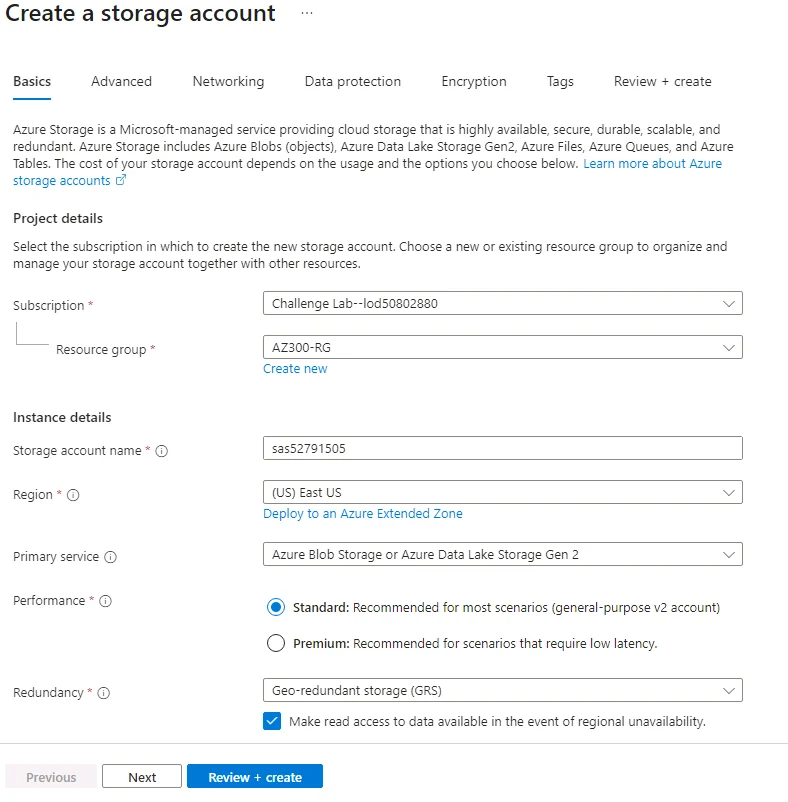 Create a storage account ...
Basics Advanced Networking Data protection Encryption Tags Review + create
Azure Storage is a Microsoft-managed service providing cloud storage that is highly available, secure, durable, scalable, and
redundant. Azure Storage includes Azure Blobs (objects), Azure Data Lake Storage Gen2, Azure Files, Azure Queues, and Azure
Tables. The cost of your storage account depends on the usage and the options you choose below. Learn more about Azure
storage accounts
Project details
Select the subscription in which to create the new storage account. Choose a new or existing resource group to organize and
manage your storage account together with other resources.
Subscription * Challenge Lab--lod50802880
Resource group * AZ300-RG
Create new
Instance details
Storage account name * sas52791505
Region * (US) East US
Deploy to an Azure Extended Zone
Primary service Azure Blob Storage or Azure Data Lake Storage Gen 2
Performance * Standard: Recommended for most scenarios (general-purpose v2 account)
Premium: Recommended for scenarios that require low latency.
Redundancy * Geo-redundant storage (GRS)
Make read access to data available in the event of regional unavailability.
Previous Next Review + create